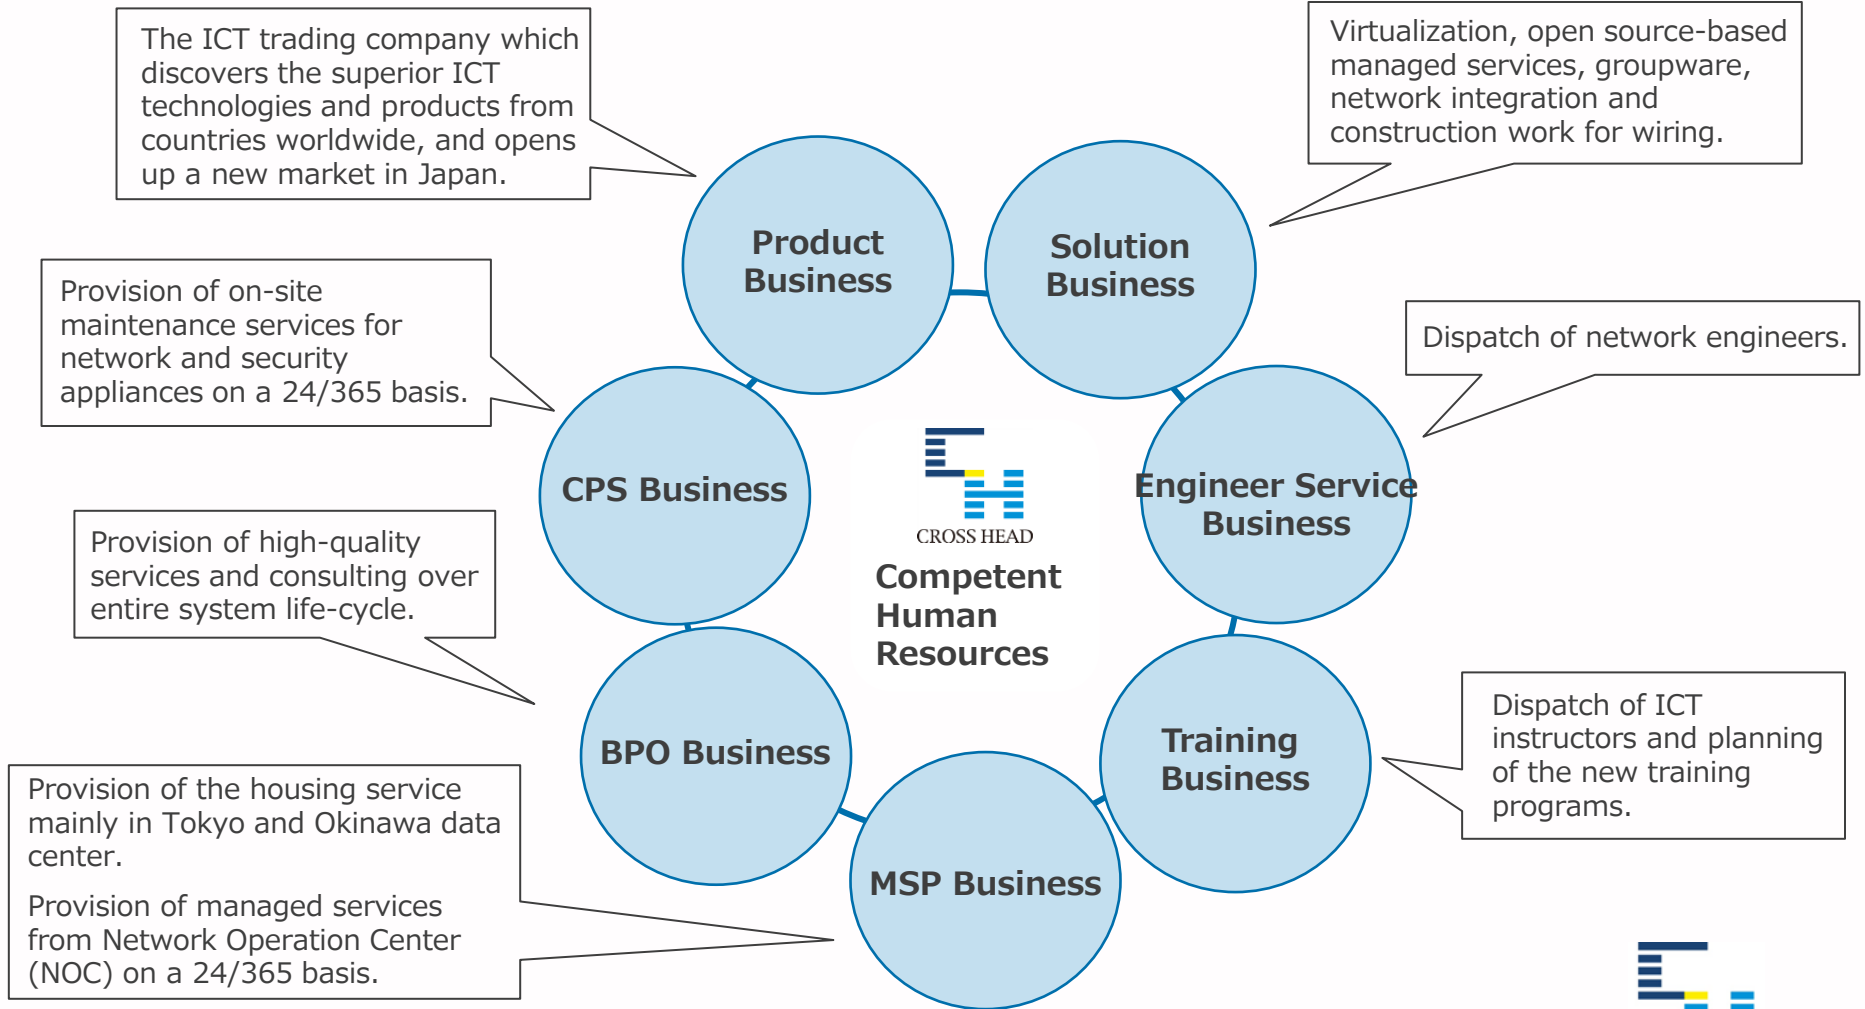 The ICT trading company which
discovers the superior ICT
technologies and products from
countries worldwide, and opens
up a new market in Japan.
Virtualization, open source-based
managed services, groupware,
network integration and
construction work for wiring.
Product
Business
Solution
Business
Provision of on-site
maintenance services for
network and security
appliances on a 24/365 basis.
Dispatch of network engineers.
CPS Business
CROSS HEAD
Competent
Human
Resources
Engineer Service
Business
Provision of high-quality
services and consulting over
entire system life-cycle.
BPO Business
Training
Business
Dispatch of ICT
instructors and planning
of the new training
programs.
Provision of the housing service
mainly in Tokyo and Okinawa data
center.
Provision of managed services
from Network Operation Center
(NOC) on a 24/365 basis.
MSP Business